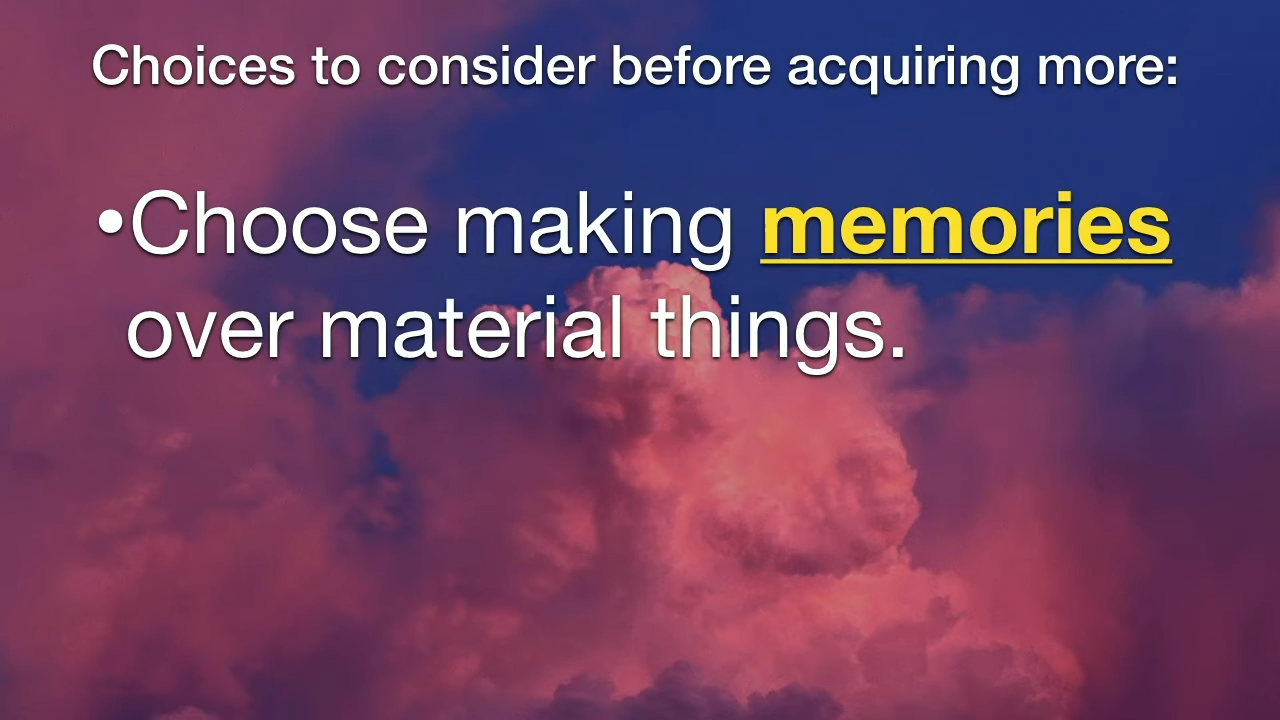 Choices to consider before acquiring more:
•Choose making memories
over material things.